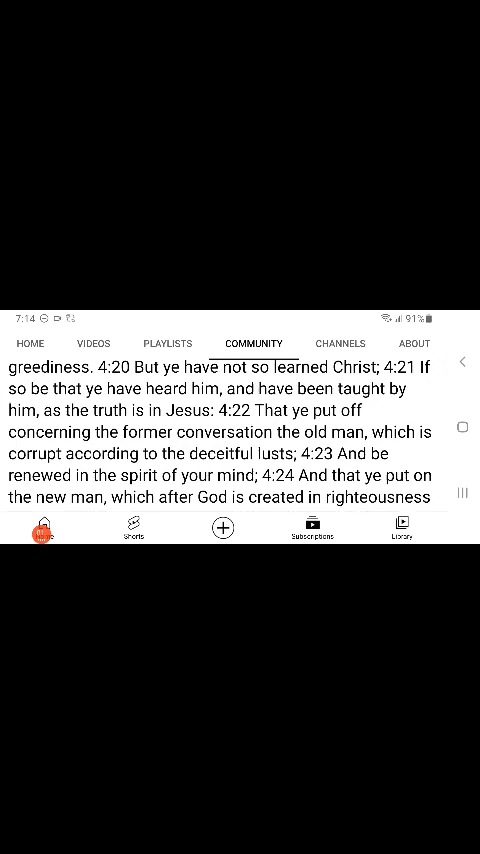 7:14 91%
HOME VIDEOS PLAYLISTS COMMUNITY CHANNELS ABOUT
greediness. 4:20 But ye have not so learned Christ; 4:21 If
so be that ye have heard him, and have been taught by
him, as the truth is in Jesus: 4:22 That ye put off
concerning the former conversation the old man, which is
corrupt according to the deceitful lusts; 4:23 And be
renewed in the spirit of your mind; 4:24 And that ye put on
the new man, which after God is created in righteousness
Shorts Subscriptions Library